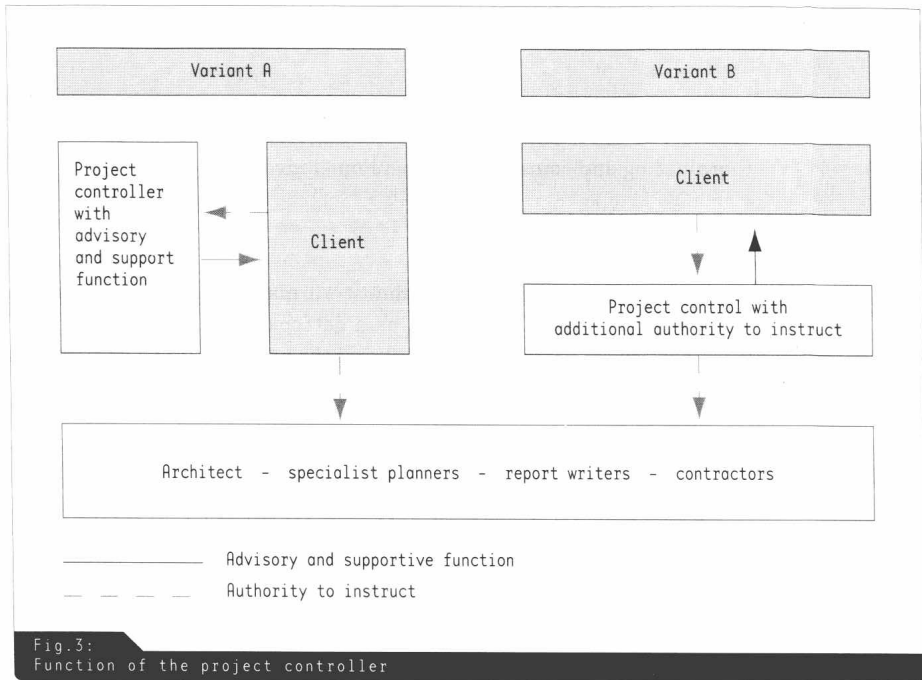 Variant A
Variant B
Project
controller
with
advisory
and support
function
Client
Client
Project control with
additional authority to instruct
Architect - specialist planners - report writers - contractors
Advisory and supportive function
Authority to instruct
Fig.3:
Function of the project controller